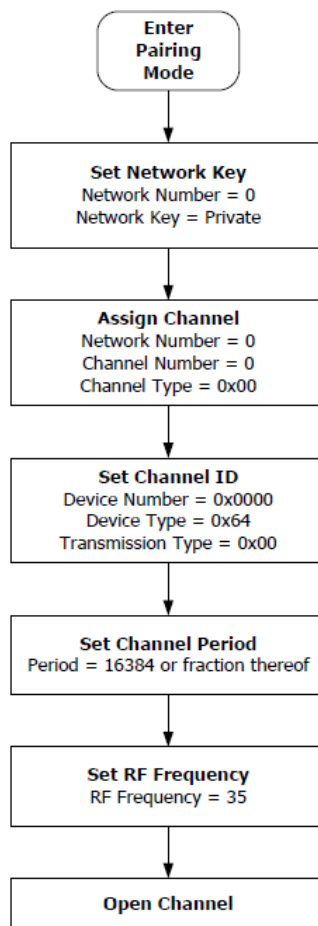 Enter
Pairing
Mode
Set Network Key
Network Number = 0
Network Key = Private
Assign Channel
Network Number = 0
Channel Number = 0
Channel Type = 0x00
Set Channel ID
Device Number = 0x0000
Device Type = 0x64
Transmission Type = 0x00
Set Channel Period
Period = 16384 or fraction thereof
Set RF Frequency
RF Frequency = 35
Open Channel